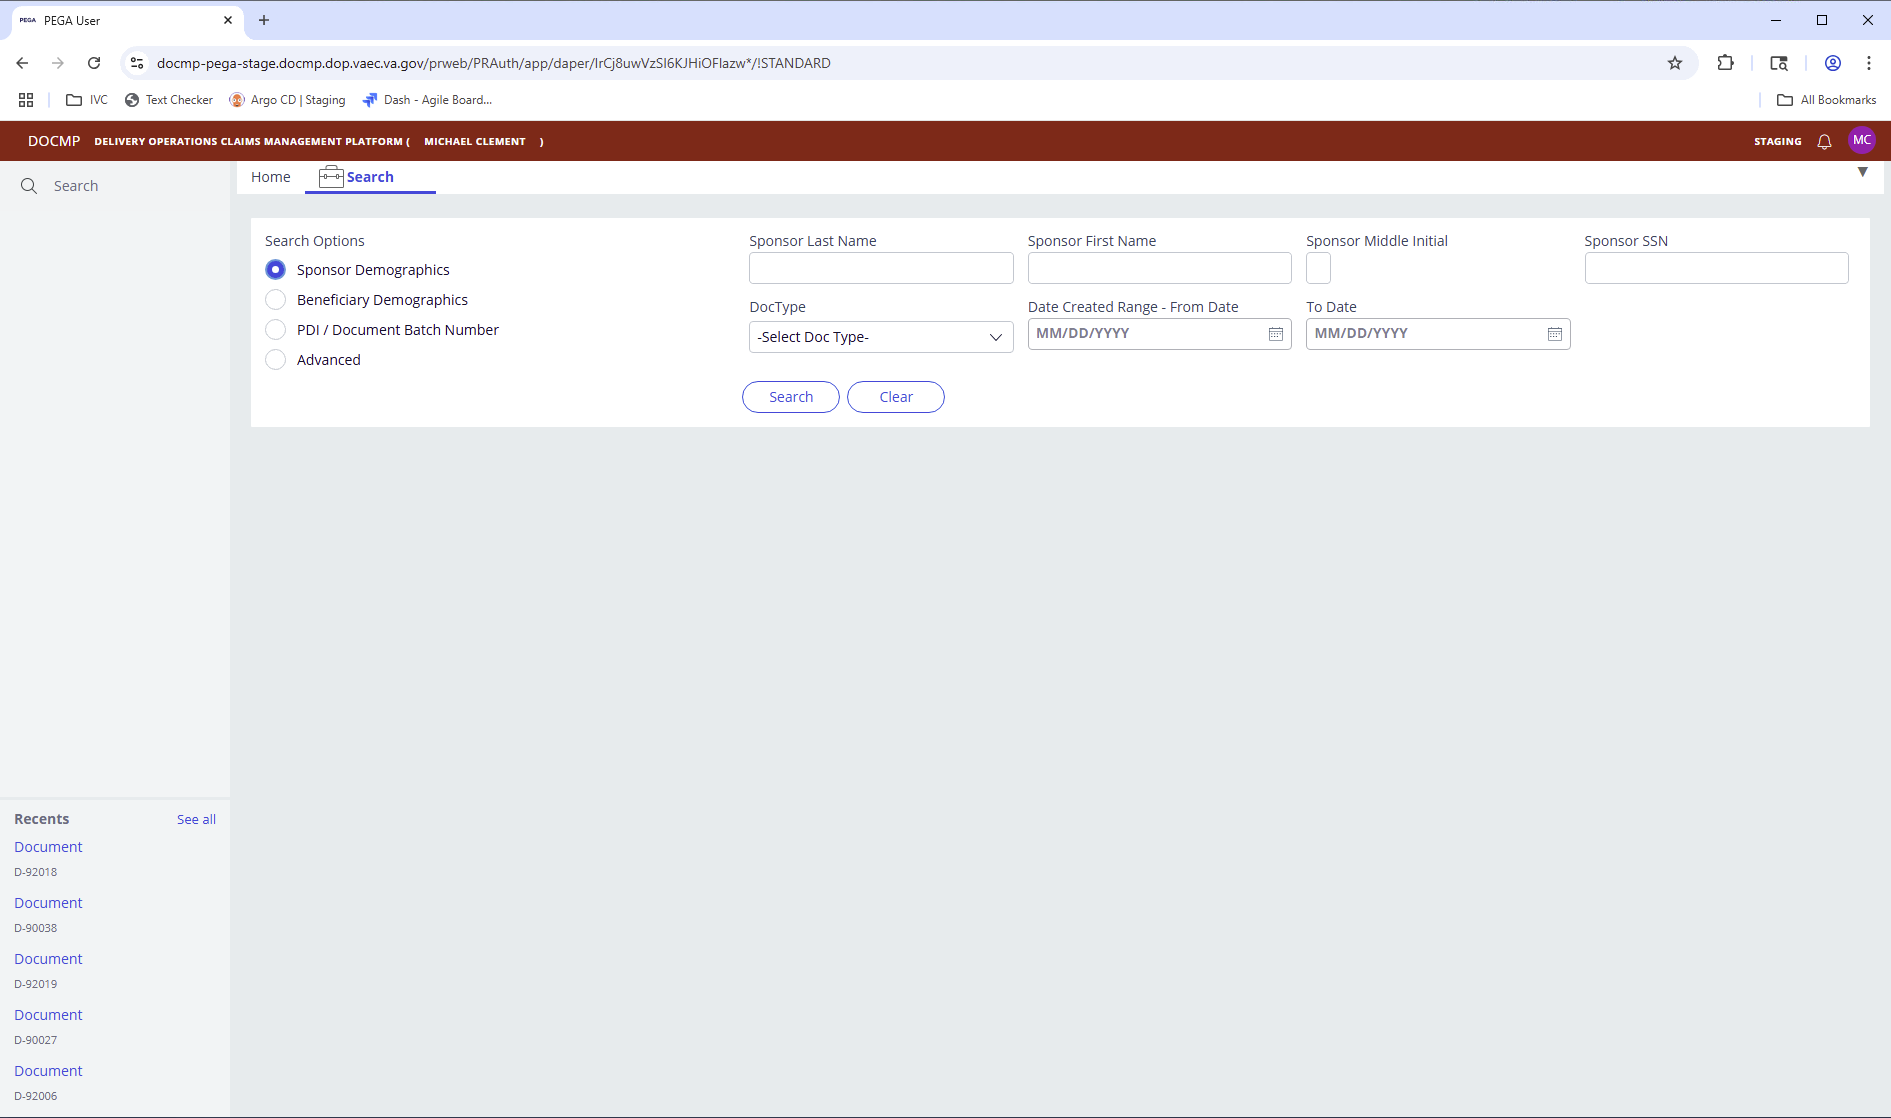 PEGA PEGA User
docmp-pega-stage.docmp.dop.vaec.va.gov/prweb/PRAuth/app/daper/IrCj8uwVzSl6KJHiOFlazw*/!STANDARD
IVC Text Checker Argo CD | Staging Dash - Agile Board... All Bookmarks
DOCMP DELIVERY OPERATIONS CLAIMS MANAGEMENT PLATFORM ( MICHAEL CLEMENT ) STAGING MC
Search
Home Search
Search Options
Sponsor Demographics
Beneficiary Demographics
PDI / Document Batch Number
Advanced
Sponsor Last Name Sponsor First Name Sponsor Middle Initial Sponsor SSN
DocType Date Created Range - From Date To Date
-Select Doc Type- MM/DD/YYYY MM/DD/YYYY
Search Clear
Recents See all
Document
D-92018
Document
D-90038
Document
D-92019
Document
D-90027
Document
D-92006